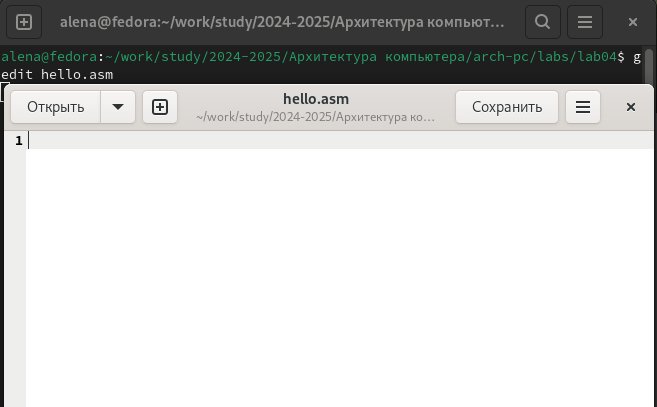 alena@fedora:~/work/study/2024-2025/Архитектура компьют...
alena@fedora:~/work/study/2024-2025/Архитектура компьютера/arch-pc/labs/lab04$ g
edit hello.asm
Открыть
hello.asm
~/work/study/2024-2025/Архитектура ко...
Сохранить
1